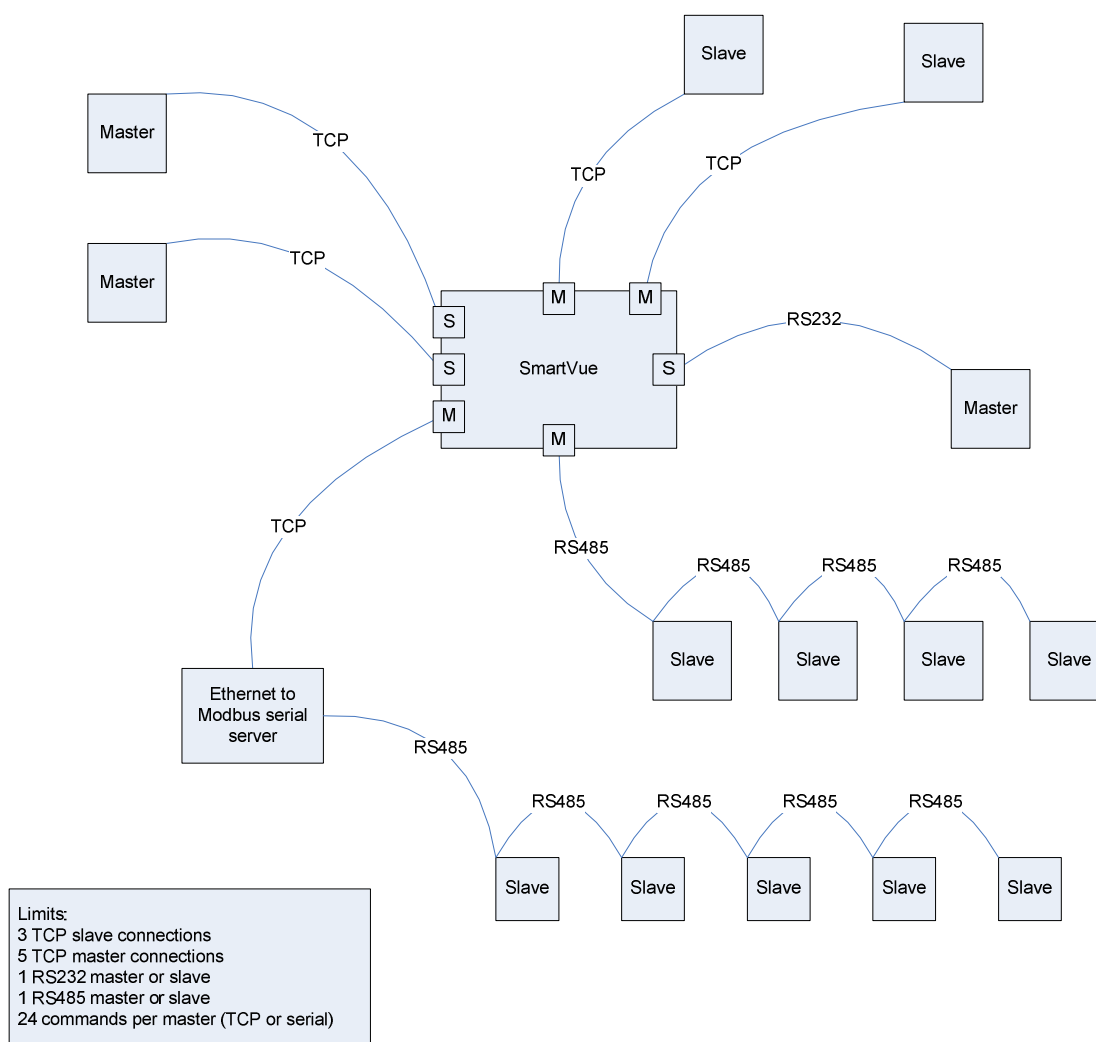 Slave
Slave
Master
TCP
TCP
TCP
Master
TCP
M
M
S
RS232
SmartVue
S
S
Master
M
M
TCP
RS485
RS485
RS485
RS485
Slave
Slave
Slave
Slave
Ethernet to
Modbus serial
server
RS485
RS485
RS485
RS485
RS485
Slave
Slave
Slave
Slave
Slave
Limits:
3 TCP slave connections
5 TCP master connections
1 RS232 master or slave
1 RS485 master or slave
24 commands per master (TCP or serial)